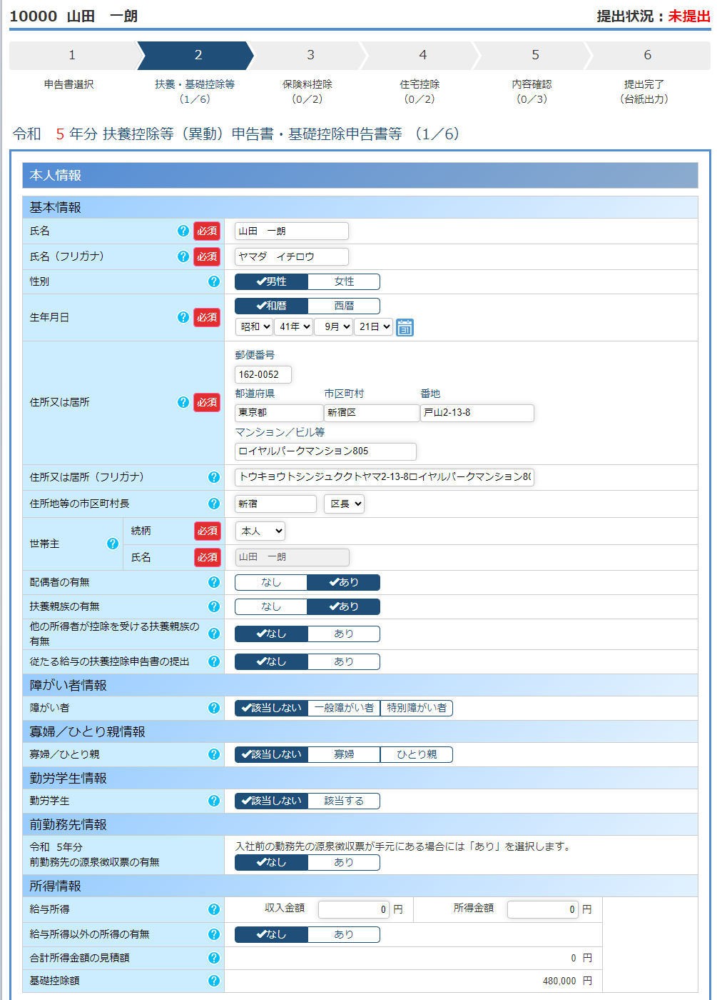 10000 山田　一朗
提出状況：未提出
1 2 3 4 5 6
申告書選択 扶養・基礎控除等 保険料控除 住宅控除 内容確認 提出完了
（1／6） （0／2） （0／2） （0／3） （台紙出力）
令和　5 年分 扶養控除等（異動）申告書・基礎控除申告書等 （1／6）
本人情報
基本情報
氏名 ? 必須 山田　一朗
氏名（フリガナ） ? 必須 ヤマダ　イチロウ
性別 ? ✔男性 女性
✔和暦 西暦
生年月日 ? 必須
昭和 41年 9月 21日 31
郵便番号
162-0052
都道府県 市区町村 番地
住所又は居所 ? 必須
東京都 新宿区 戸山2-13-8
マンション／ビル等
ロイヤルパークマンション805
住所又は居所（フリガナ） ? トウキョウトシンジュククトヤマ2-13-8ロイヤルパークマンション80
住所地等の市区町村長 ? 新宿 区長
世帯主 ? 続柄 必須 本人
氏名 必須 山田　一朗
配偶者の有無 ? なし ✔あり
扶養親族の有無 ? なし ✔あり
他の所得者が控除を受ける扶養親族の
有無 ? ✔なし あり
従たる給与の扶養控除申告書の提出 ? ✔なし あり
障がい者情報
障がい者 ? ✔該当しない 一般障がい者 特別障がい者
寡婦／ひとり親情報
寡婦／ひとり親 ? ✔該当しない 寡婦 ひとり親
勤労学生情報
勤労学生 ? ✔該当しない 該当する
前勤務先情報
令和　5年分
前勤務先の源泉徴収票の有無
入社前の勤務先の源泉徴収票が手元にある場合には「あり」を選択します。
✔なし あり
所得情報
給与所得 ? 収入金額 0 円 所得金額 0 円
給与所得以外の所得の有無 ? ✔なし あり
合計所得金額の見積額 ? 0 円
基礎控除額 ? 480,000 円